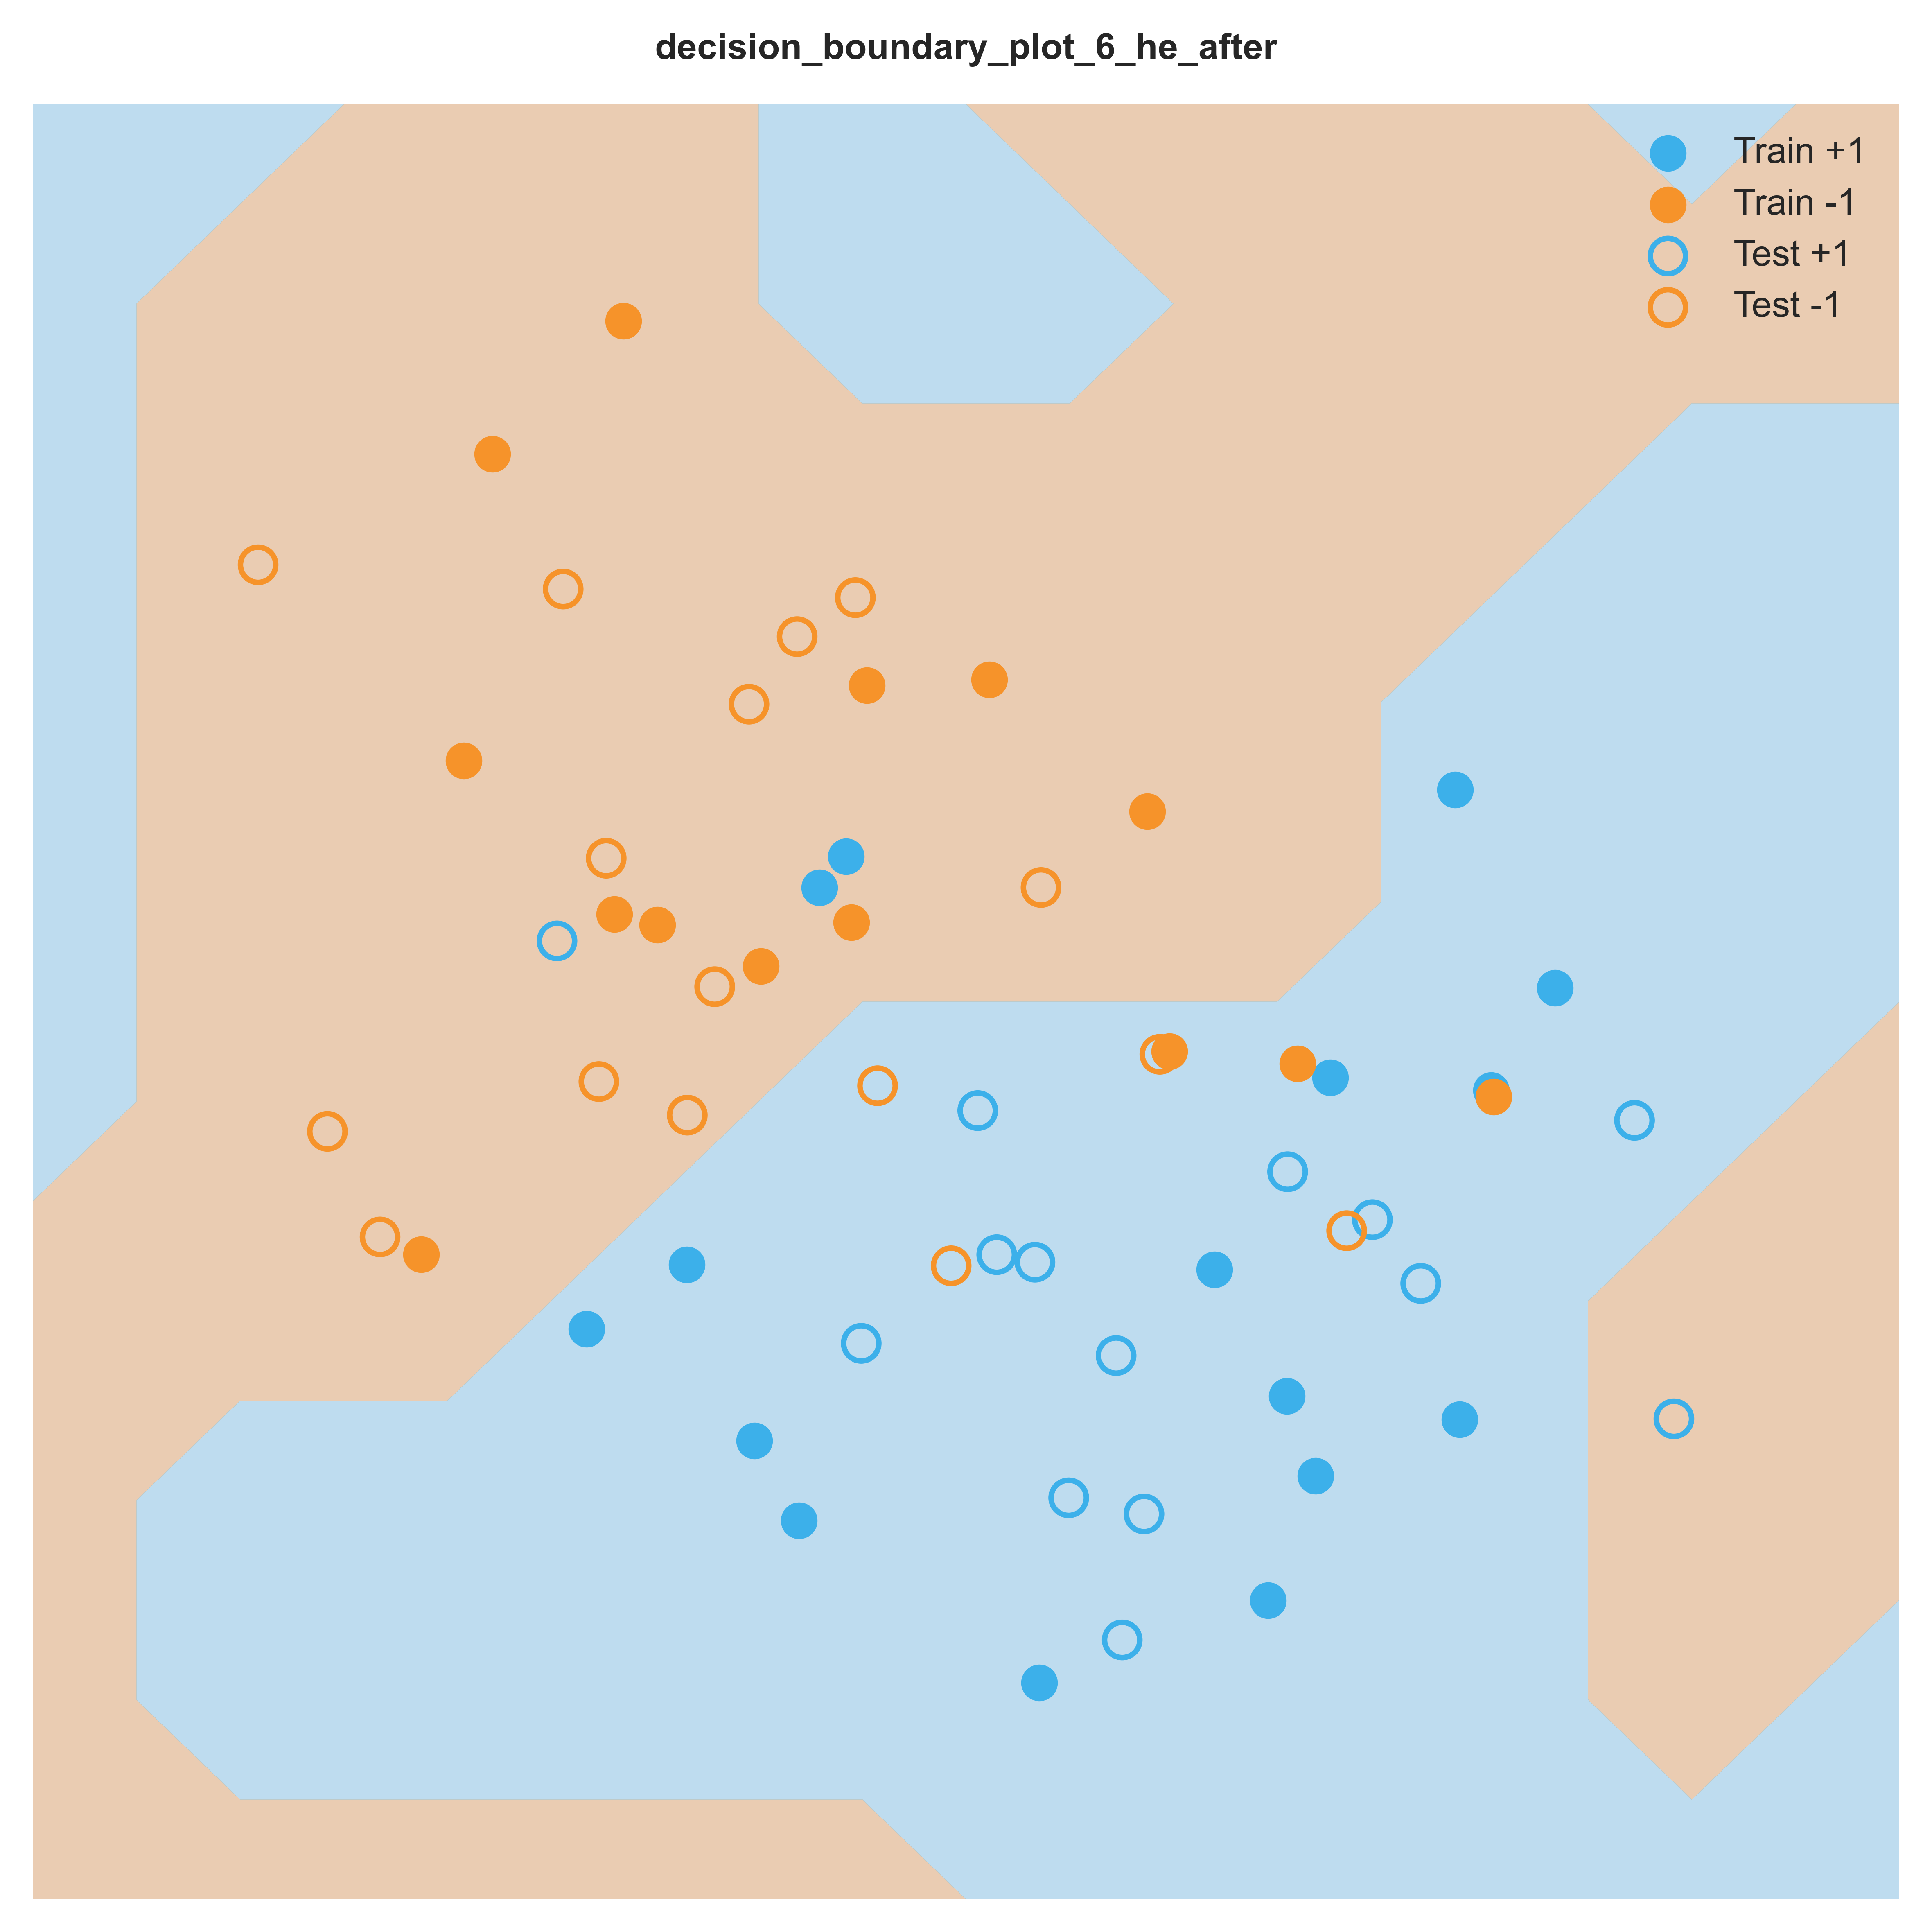 decision_boundary_plot_6_he_after
Train +1
Train -1
Test +1
Test -1